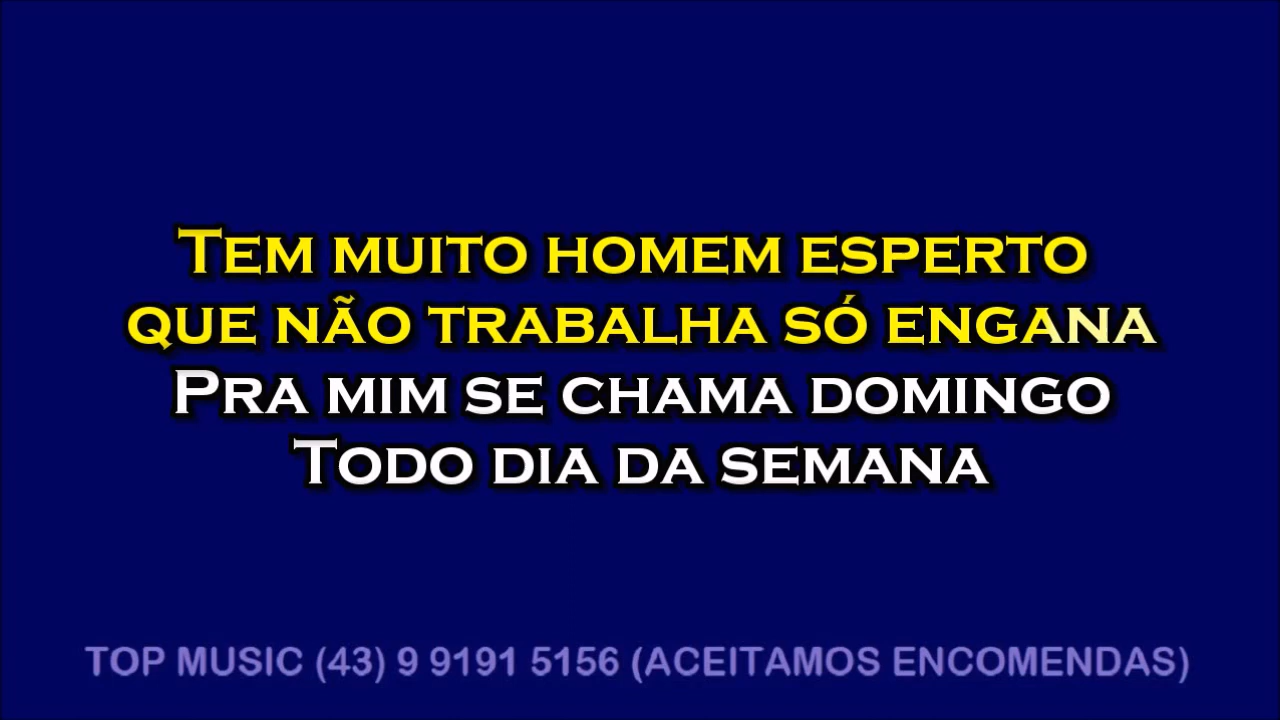 Tem muito homem esperto
que não trabalha só engana
Pra mim se chama domingo
Todo dia da semana
TOP MUSIC (43) 9 9191 5156 (ACEITAMOS ENCOMENDAS)